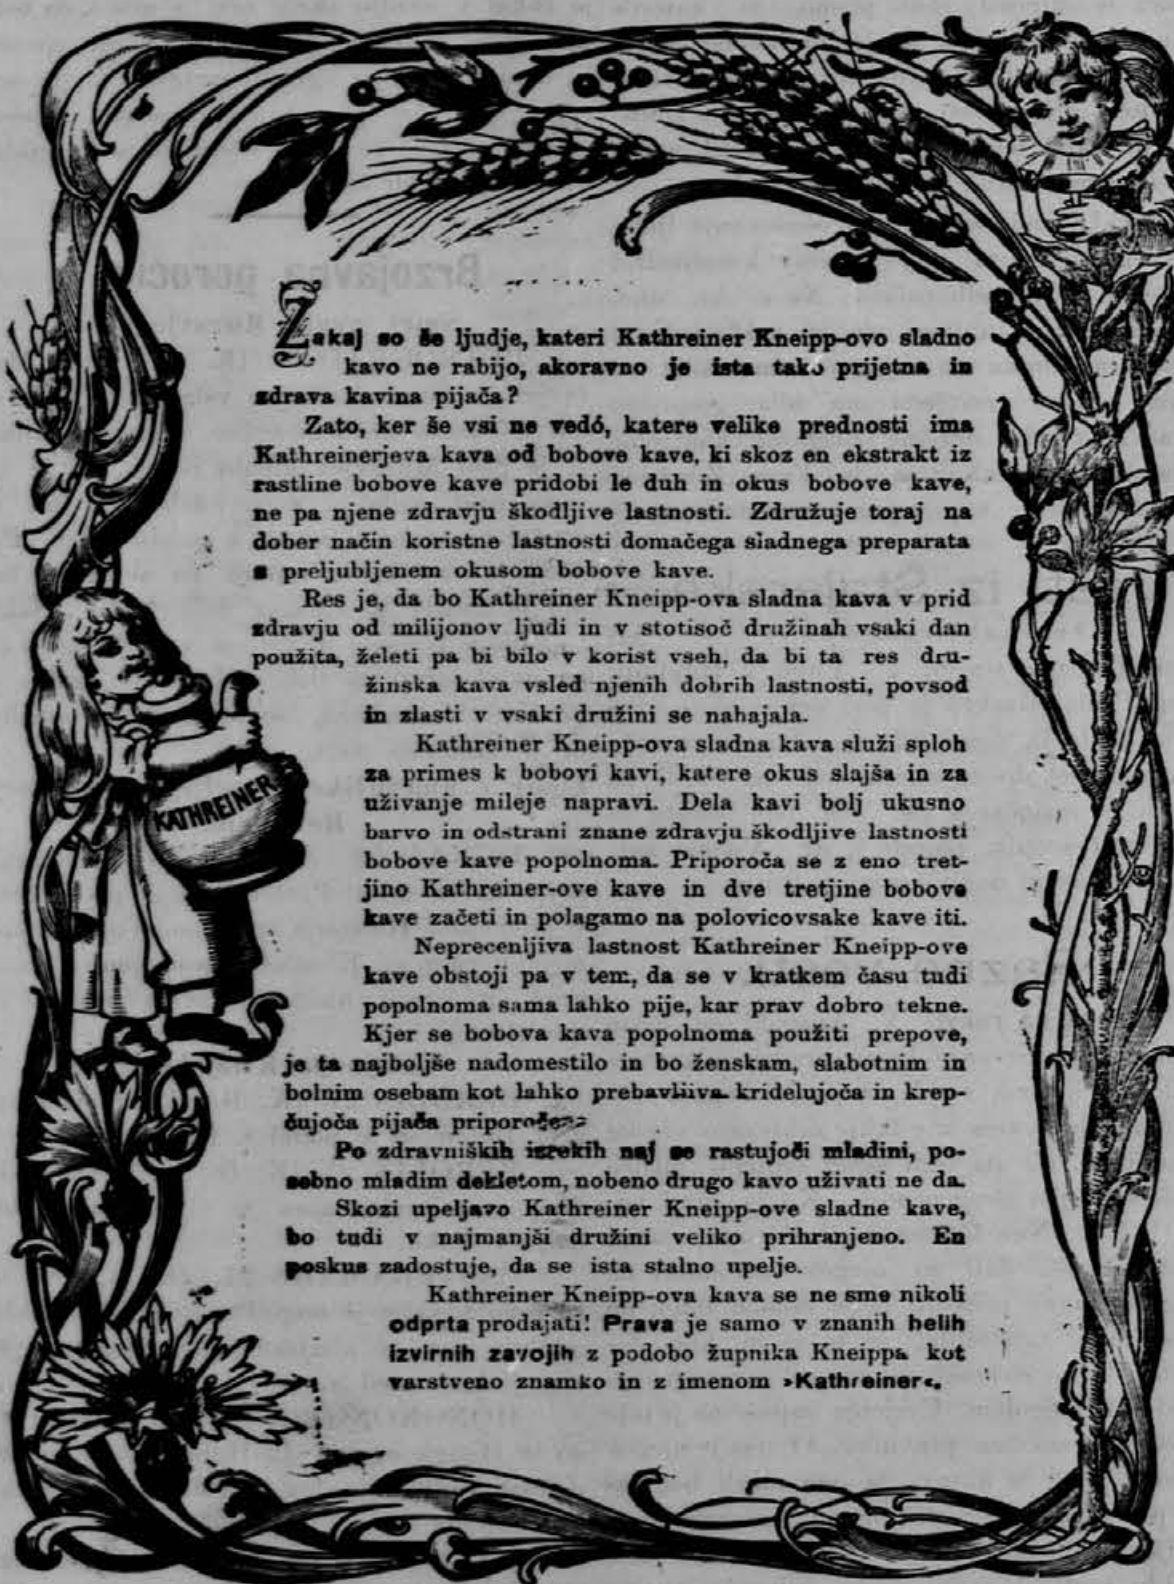 Zakaj so še ljudje, kateri Kathreiner Kneipp-ovo sladno
kavo ne rabijo, akoravno je ista tako prijetna in
zdrava kavina pijača?
Zato, ker še vsi ne vedó, katere velike prednosti ima
Kathreinerjeva kava od bobove kave, ki skoz en ekstrakt iz
rastline bobove kave pridobi le duh in okus bobove kave,
ne pa njene zdravju škodljive lastnosti. Združuje toraj na
dober način koristne lastnosti domačega sladnega preparata
s preljubljenem okusom bobove kave.
Res je, da bo Kathreiner Kneipp-ova sladna kava v prid
zdravju od milijonov ljudi in v stotisoč družinah vsaki dan
použita, želeti pa bi bilo v korist vseh, da bi ta res dru-
žinska kava vsled njenih dobrih lastnosti, povsod
in zlasti v vsaki družini se nahajala.
Kathreiner Kneipp-ova sladna kava služi sploh
za primes k bobovi kavi, katere okus slajša in za
uživanje mileje napravi. Dela kavi bolj ukusno
barvo in odstrani znane zdravju škodljive lastnosti
bobove kave popolnoma. Priporoča se z eno tret-
jino Kathreiner-ove kave in dve tretjine bobove
kave začeti in polagamo na polovicovsake kave iti.
Neprecenljiva lastnost Kathreiner Kneipp-ove
kave obstoji pa v tem, da se v kratkem času tudi
popolnoma sama lahko pije, kar prav dobro tekne.
Kjer se bobova kava popolnoma použiti prepove,
je ta najboljše nadomestilo in bo ženskam, slabotnim in
bolnim osebam kot lahko prebavljiva kridelujoča in krep-
čujoča pijača
Po zdravniških izrekih naj se rastujoči mladini, po-
sebno mladim dekletom, nobeno drugo kavo uživati ne da.
Skozi upeljavo Kathreiner Kneipp-ove sladne kave,
bo tudi v najmanjši družini veliko prihranjeno. En
poskus zadostuje, da se ista stalno upelje.
Kathreiner Kneipp-ova kava se ne sme nikoli
odprta prodajati! Prava je samo v znanih belih
izvirnih zavojih z podobo župnika Kneippa kot
varstveno znamko in z imenom »Kathreiner«.
KATHREINER